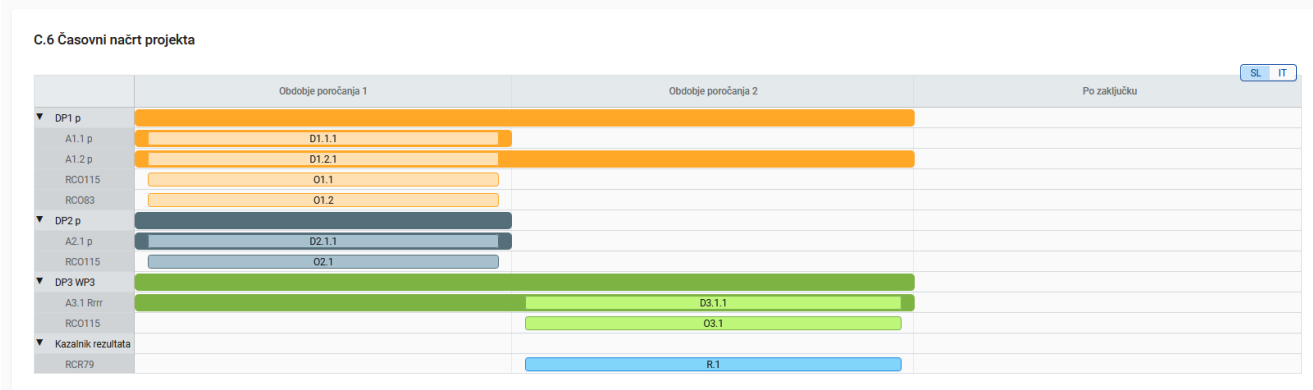 C.6 Časovni načrt projekta
SL IT
Obdobje poročanja 1 Obdobje poročanja 2 Po zaključku
DP1 p
A1.1 p D1.1.1
A1.2 p D1.2.1
RCO115 O1.1
RCO83 O1.2
DP2 p
A2.1 p D2.1.1
RCO115 O2.1
DP3 WP3
A3.1 Rrrr D3.1.1
RCO115 O3.1
Kazalnik rezultata
RCR79 R.1